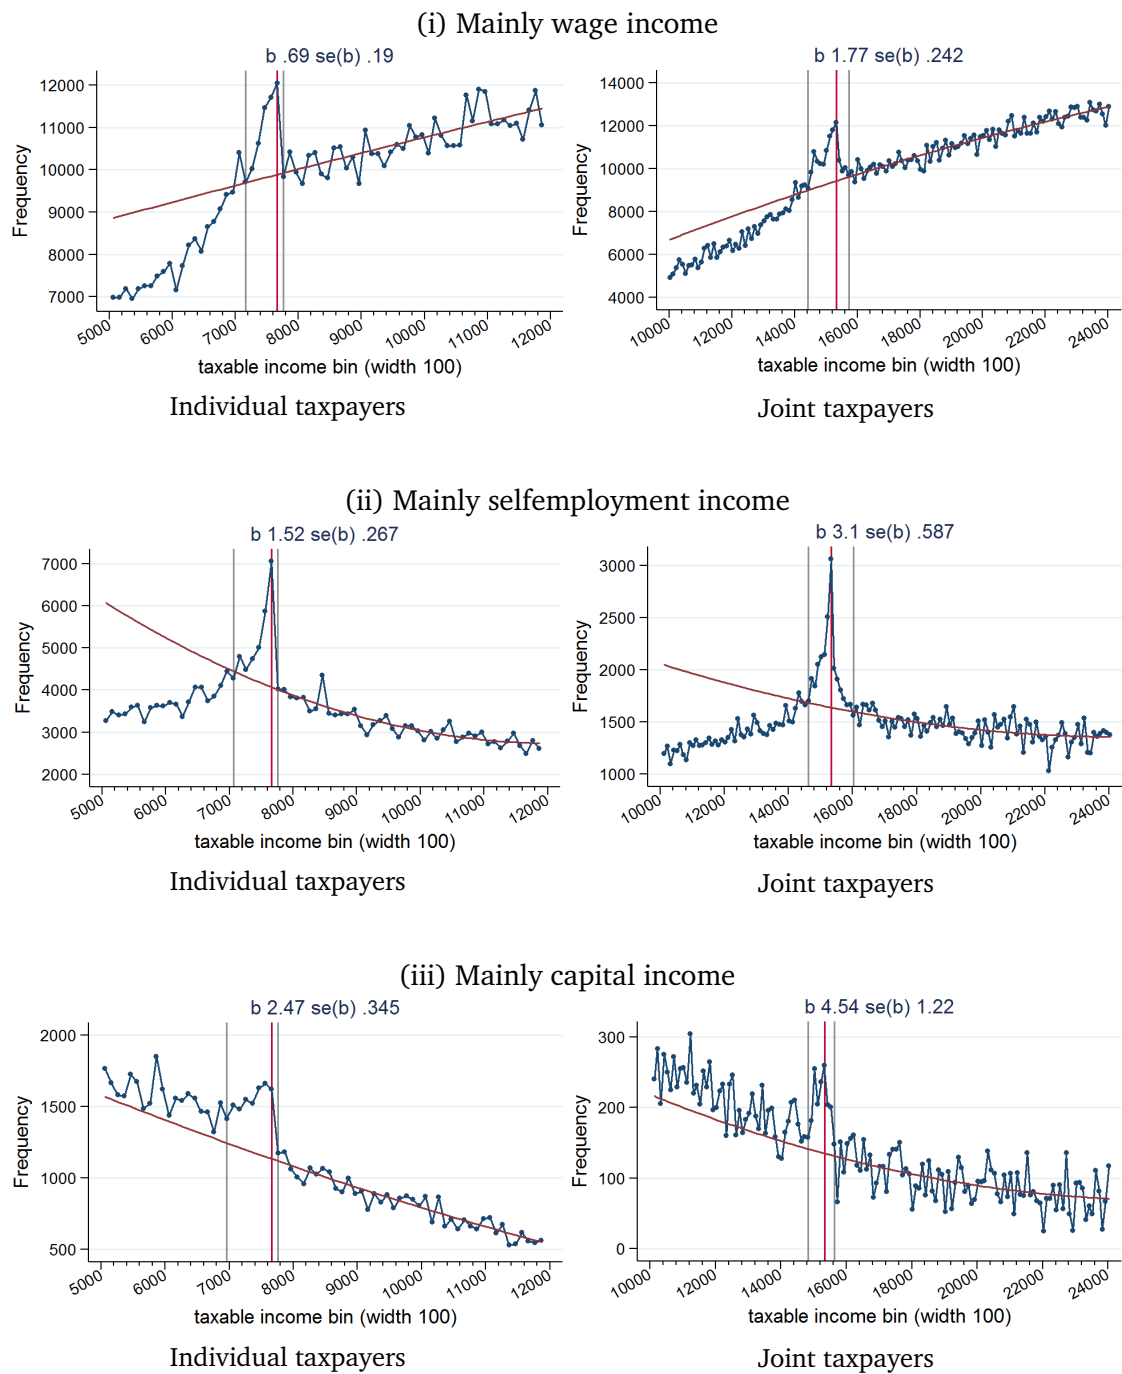 (i) Mainly wage income
b .69 se(b) .19
Frequency
12000
11000
10000
9000
8000
7000
5000 6000 7000 8000 9000 10000 11000 12000
taxable income bin (width 100)
Individual taxpayers
b 1.77 se(b) .242
Frequency
14000
12000
10000
8000
6000
4000
10000 12000 14000 16000 18000 20000 22000 24000
taxable income bin (width 100)
Joint taxpayers
(ii) Mainly selfemployment income
b 1.52 se(b) .267
Frequency
7000
6000
5000
4000
3000
2000
5000 6000 7000 8000 9000 10000 11000 12000
taxable income bin (width 100)
Individual taxpayers
b 3.1 se(b) .587
Frequency
3000
2500
2000
1500
1000
10000 12000 14000 16000 18000 20000 22000 24000
taxable income bin (width 100)
Joint taxpayers
(iii) Mainly capital income
b 2.47 se(b) .345
Frequency
2000
1500
1000
500
5000 6000 7000 8000 9000 10000 11000 12000
taxable income bin (width 100)
Individual taxpayers
b 4.54 se(b) 1.22
Frequency
300
200
100
0
10000 12000 14000 16000 18000 20000 22000 24000
taxable income bin (width 100)
Joint taxpayers